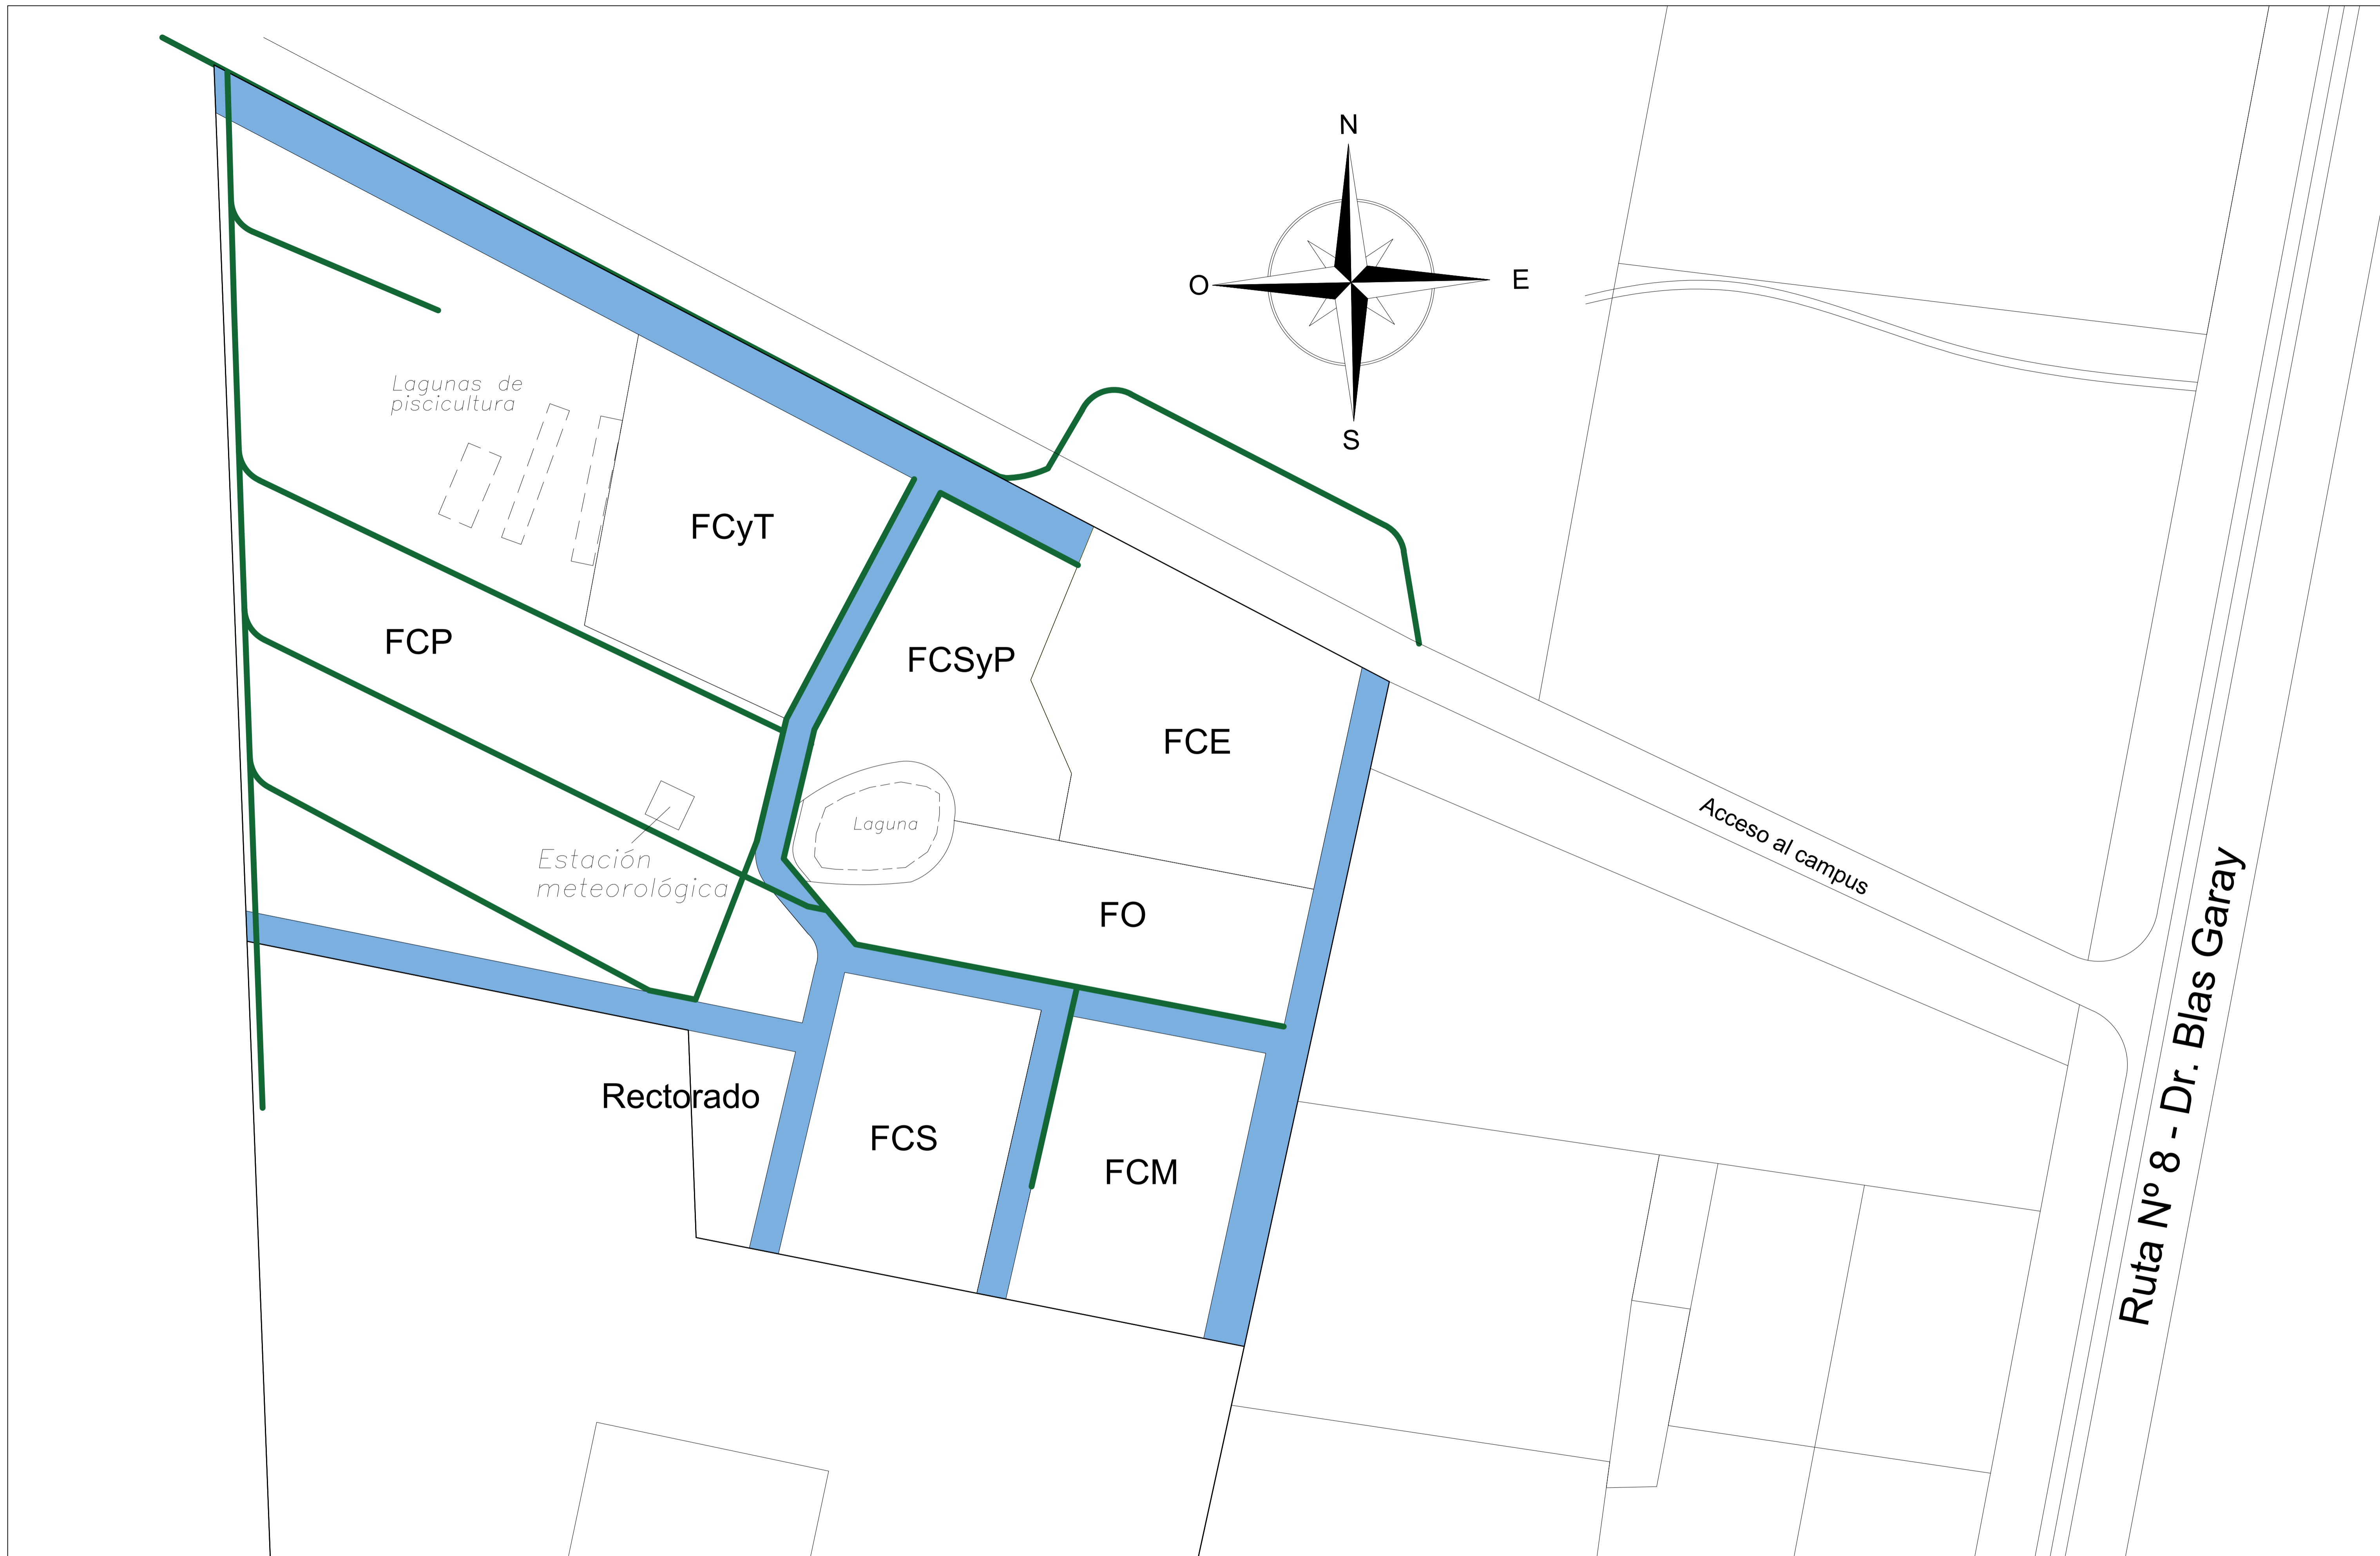 N
O
E
S
Lagunas de
piscicultura
FCyT
FCP
FCSyP
FCE
Laguna
Acceso al campus
Estación
meteorológica
FO
Rectorado
FCS
FCM
Ruta Nº 8 - Dr. Blas Garay